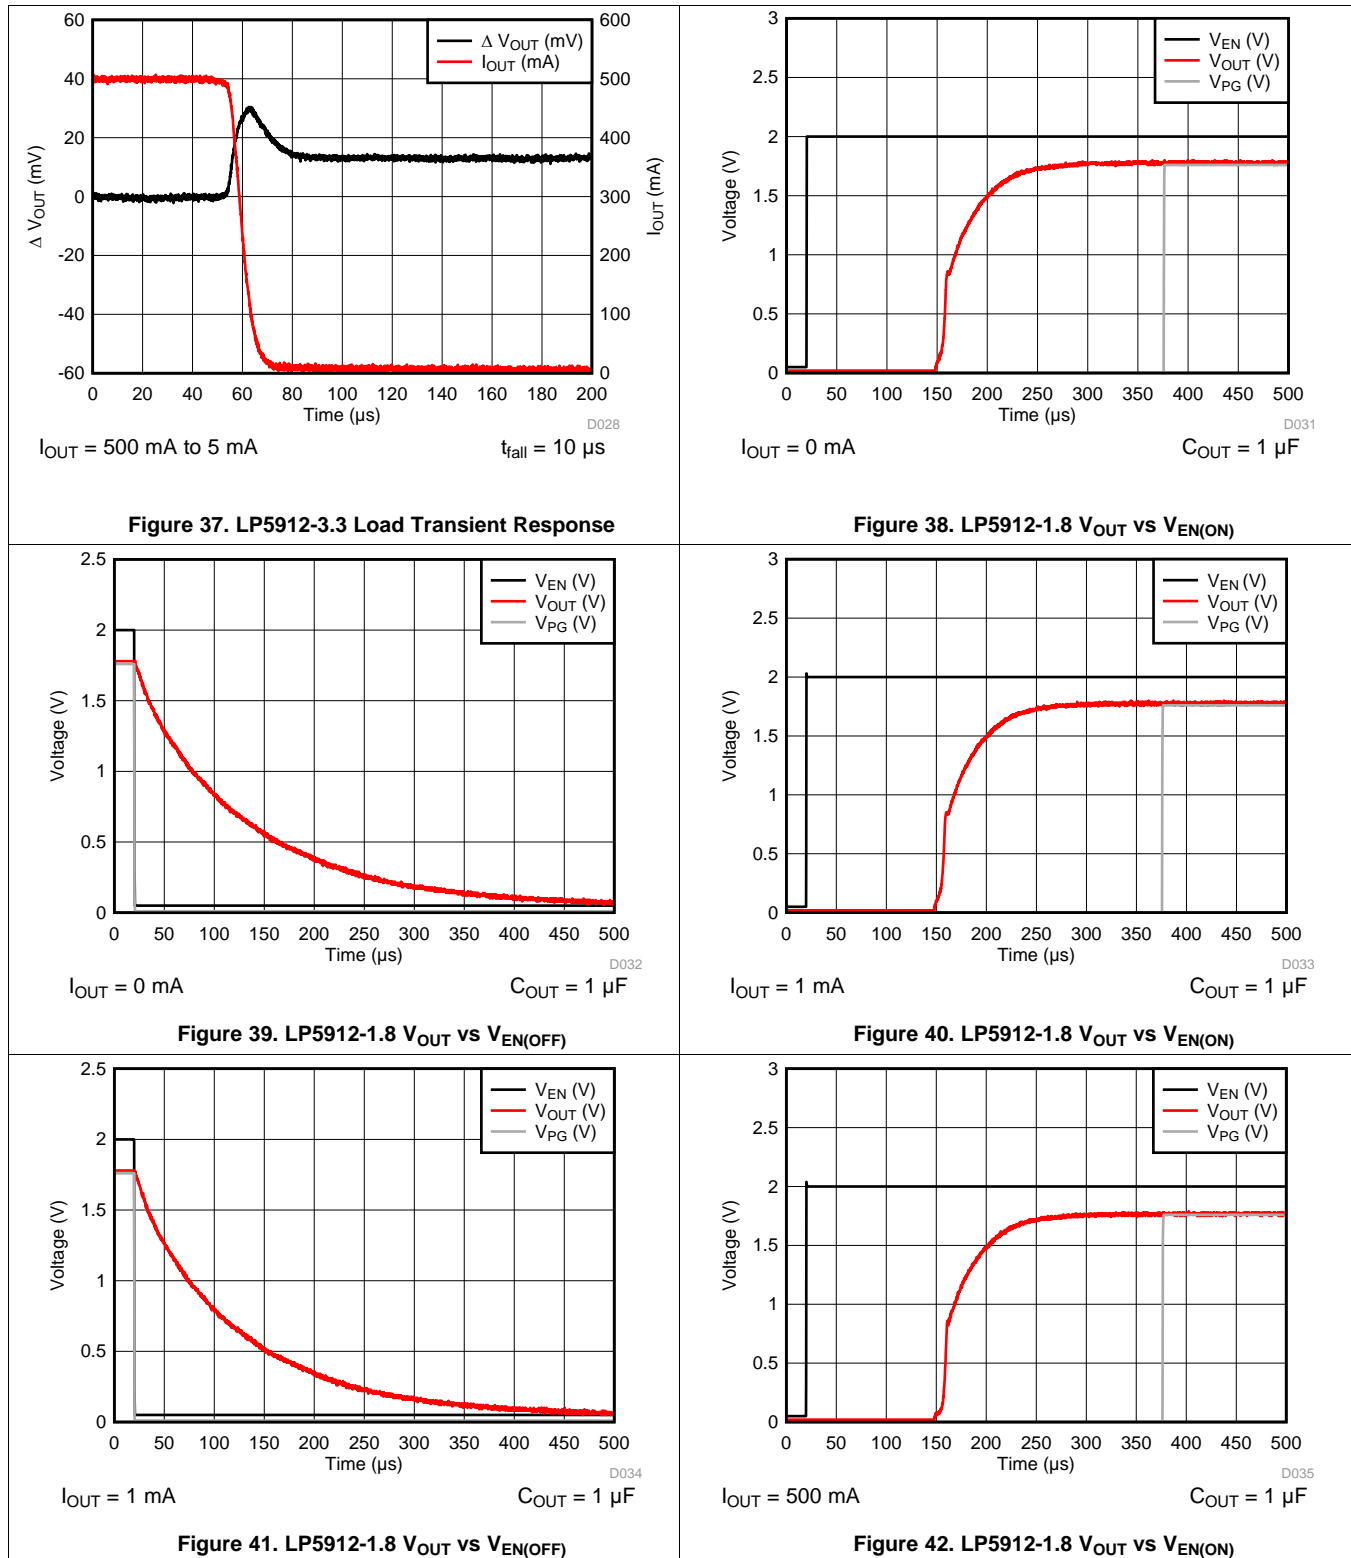 60
40
20
0
-20
-40
-60
600
500
400
300
200
100
0
Δ VOUT (mV)
IOUT (mA)
Δ VOUT (mV)
IOUT (mA)
0 20 40 60 80 100 120 140 160 180 200
Time (µs)
D028
IOUT = 500 mA to 5 mA tfall = 10 µs
Figure 37. LP5912-3.3 Load Transient Response
3
2.5
2
1.5
1
0.5
0
Voltage (V)
VEN (V)
VOUT (V)
VPG (V)
0 50 100 150 200 250 300 350 400 450 500
Time (µs)
D031
IOUT = 0 mA COUT = 1 µF
Figure 38. LP5912-1.8 VOUT vs VEN(ON)
2.5
2
1.5
1
0.5
0
Voltage (V)
VEN (V)
VOUT (V)
VPG (V)
0 50 100 150 200 250 300 350 400 450 500
Time (µs)
D032
IOUT = 0 mA COUT = 1 µF
Figure 39. LP5912-1.8 VOUT vs VEN(OFF)
3
2.5
2
1.5
1
0.5
0
Voltage (V)
VEN (V)
VOUT (V)
VPG (V)
0 50 100 150 200 250 300 350 400 450 500
Time (µs)
D033
IOUT = 1 mA COUT = 1 µF
Figure 40. LP5912-1.8 VOUT vs VEN(ON)
2.5
2
1.5
1
0.5
0
Voltage (V)
VEN (V)
VOUT (V)
VPG (V)
0 50 100 150 200 250 300 350 400 450 500
Time (µs)
D034
IOUT = 1 mA COUT = 1 µF
Figure 41. LP5912-1.8 VOUT vs VEN(OFF)
3
2.5
2
1.5
1
0.5
0
Voltage (V)
VEN (V)
VOUT (V)
VPG (V)
0 50 100 150 200 250 300 350 400 450 500
Time (µs)
D035
IOUT = 500 mA COUT = 1 µF
Figure 42. LP5912-1.8 VOUT vs VEN(ON)